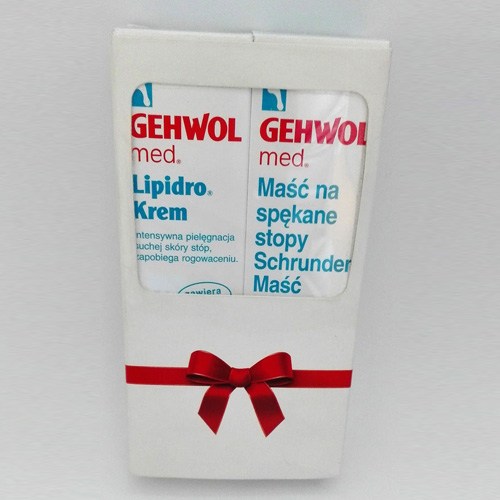 GEHWOL
med.
Lipidro®
Krem
intensywna pielęgnacja
suchej skóry stóp,
zapobiega rogowaceniu.
zawiera
GEHWOL
med.
Maść na
spękane
stopy
Schrunden
Maść